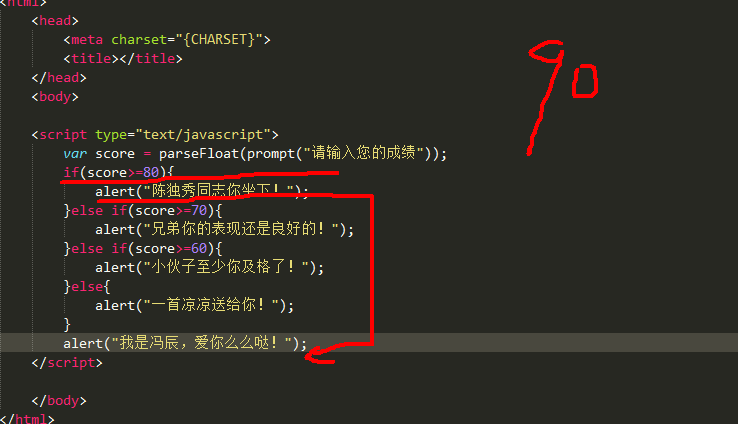 <html>
<head>
<meta charset="{CHARSET}">
<title></title>
</head>
<body>
<script type="text/javascript">
var score = parseFloat(prompt("请输入您的成绩"));
if(score>=80){
alert("陈独秀同志你坐下！");
}else if(score>=70){
alert("兄弟你的表现还是良好的！");
}else if(score>=60){
alert("小伙子至少你及格了！");
}else{
alert("一首凉凉送给你！");
}
alert("我是冯辰，爱你么么哒！");
</script>
</body>
</html>
90